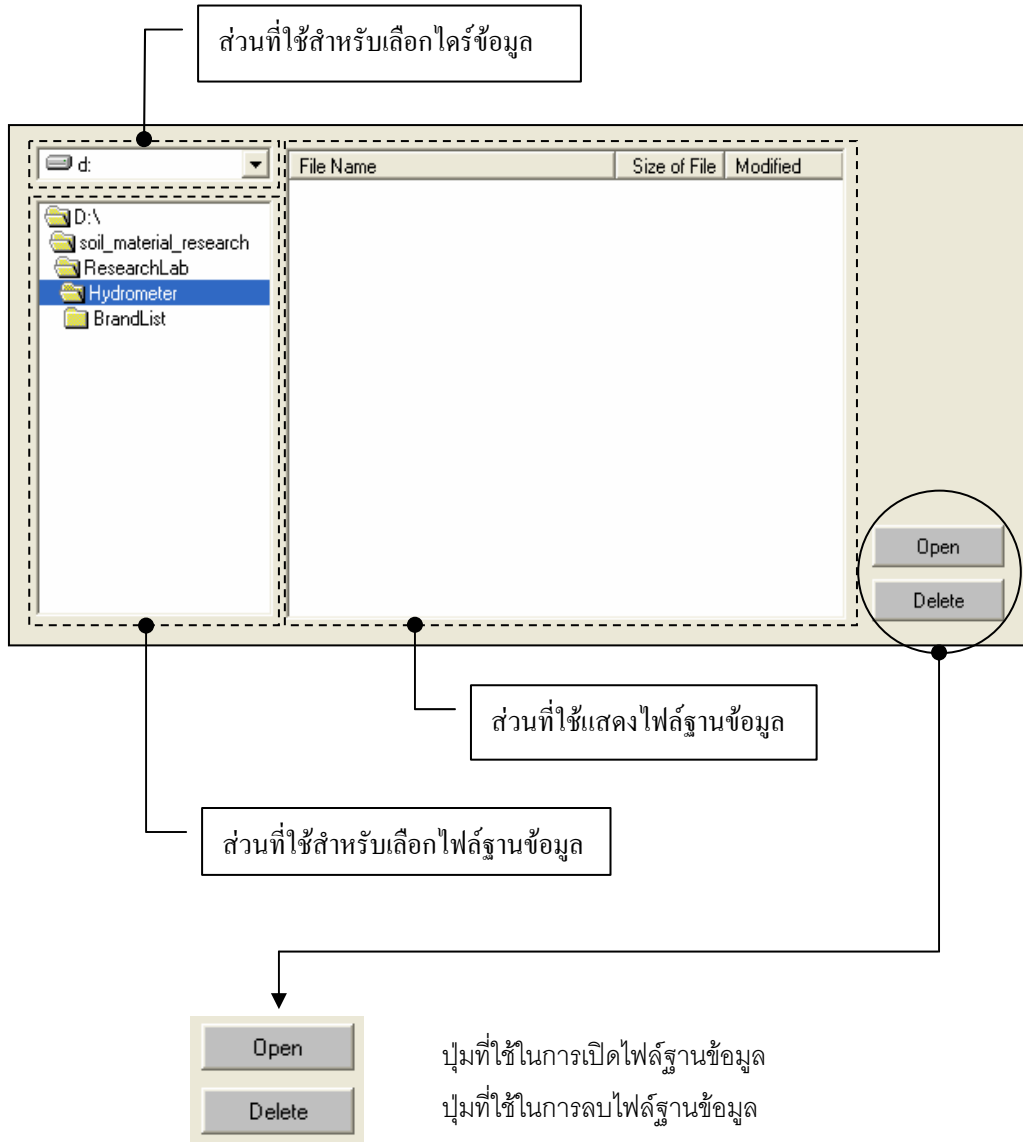 ส่วนที่ใช้สำหรับเลือกไดร์ข้อมูล
d:
File Name Size of File Modified
D:\
soil_material_research
ResearchLab
Hydrometer
BrandList
Open
Delete
ส่วนที่ใช้แสดงไฟล์ฐานข้อมูล
ส่วนที่ใช้สำหรับเลือกไฟล์ฐานข้อมูล
Open ปุ่มที่ใช้ในการเปิดไฟล์ฐานข้อมูล
Delete ปุ่มที่ใช้ในการลบไฟล์ฐานข้อมูล